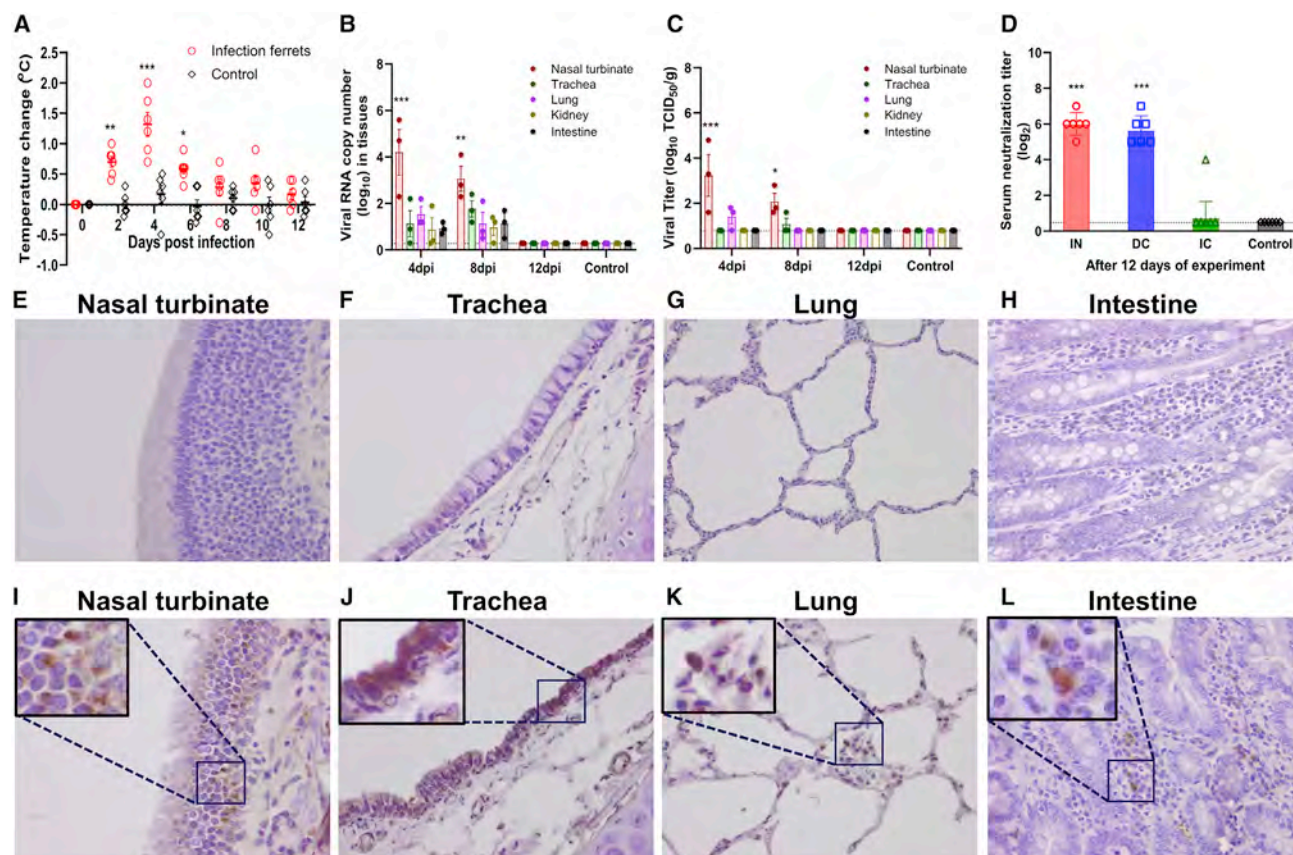 A
Temperature change (°C)
2.5
2.0
1.5
1.0
0.5
0.0
-0.5
-1.0
***
**
*
Infection ferrets
Control
0 2 4 6 8 10 12
Days post infection
B
Viral RNA copy number
(log10) in tissues
8
6
4
2
0
***
**
Nasal turbinate
Trachea
Lung
Kidney
Intestine
4dpi 8dpi 12dpi Control
C
Viral Titer (log10 TCID50/g)
8
6
4
2
0
***
*
Nasal turbinate
Trachea
Lung
Kidney
Intestine
4dpi 8dpi 12dpi Control
D
Serum neutralization titer
(log2)
10
8
6
4
2
0
*** ***
IN DC IC Control
After 12 days of experiment
E Nasal turbinate
F Trachea
G Lung
H Intestine
I Nasal turbinate
J Trachea
K Lung
L Intestine